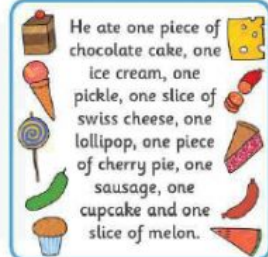 He ate one piece of
chocolate cake, one
ice cream, one
pickle, one slice of
swiss cheese, one
lollipop, one piece
of cherry pie, one
sausage, one
cupcake and one
slice of melon.